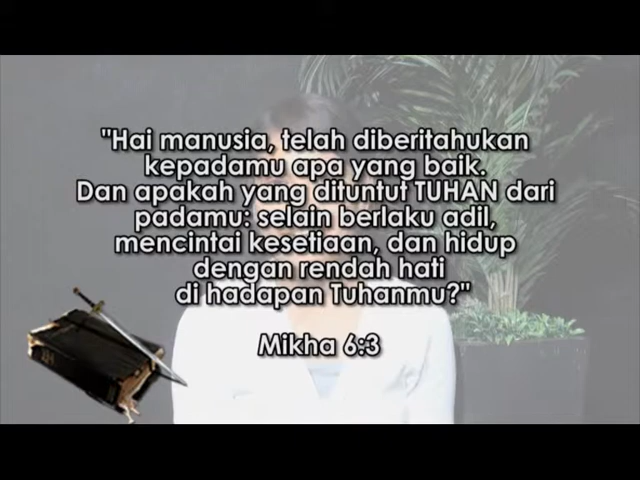 "Hai manusia, telah diberitahukan
kepadamu apa yang baik.
Dan apakah yang dituntut TUHAN dari
padamu: selain berlaku adil,
mencintai kesetiaan, dan hidup
dengan rendah hati
di hadapan Tuhanmu?"
Mikha 6:3